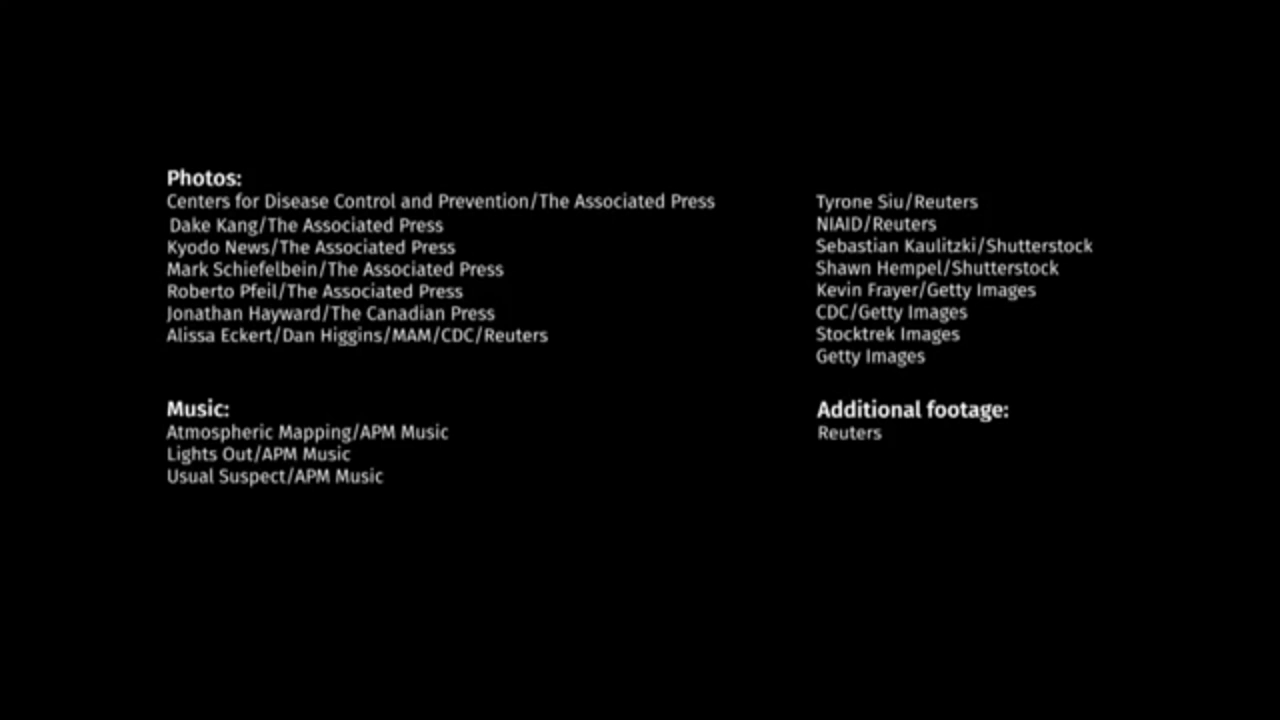 Photos:
Centers for Disease Control and Prevention/The Associated Press
Dake Kang/The Associated Press
Kyodo News/The Associated Press
Mark Schiefelbein/The Associated Press
Roberto Pfeil/The Associated Press
Jonathan Hayward/The Canadian Press
Alissa Eckert/Dan Higgins/MAM/CDC/Reuters
Tyrone Siu/Reuters
NIAID/Reuters
Sebastian Kaulitzki/Shutterstock
Shawn Hempel/Shutterstock
Kevin Frayer/Getty Images
CDC/Getty Images
Stocktrek Images
Getty Images
Music:
Atmospheric Mapping/APM Music
Lights Out/APM Music
Usual Suspect/APM Music
Additional footage:
Reuters